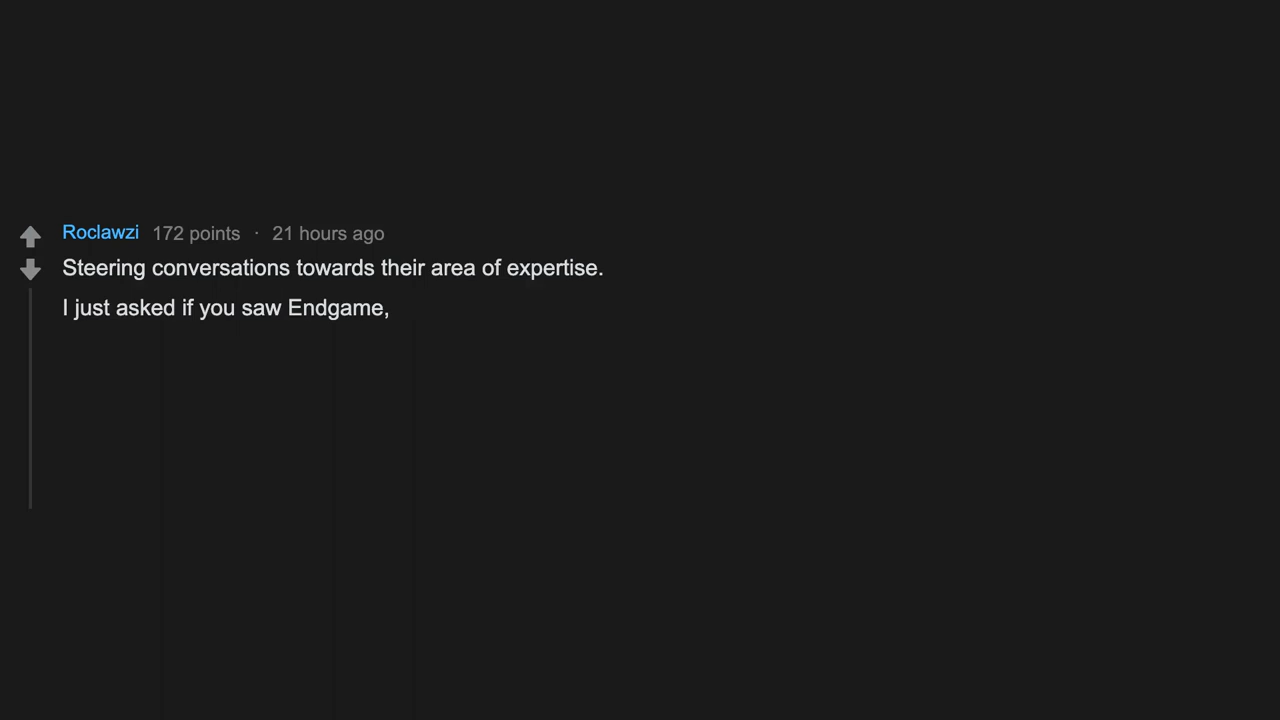 Roclawzi 172 points · 21 hours ago
Steering conversations towards their area of expertise.
I just asked if you saw Endgame,